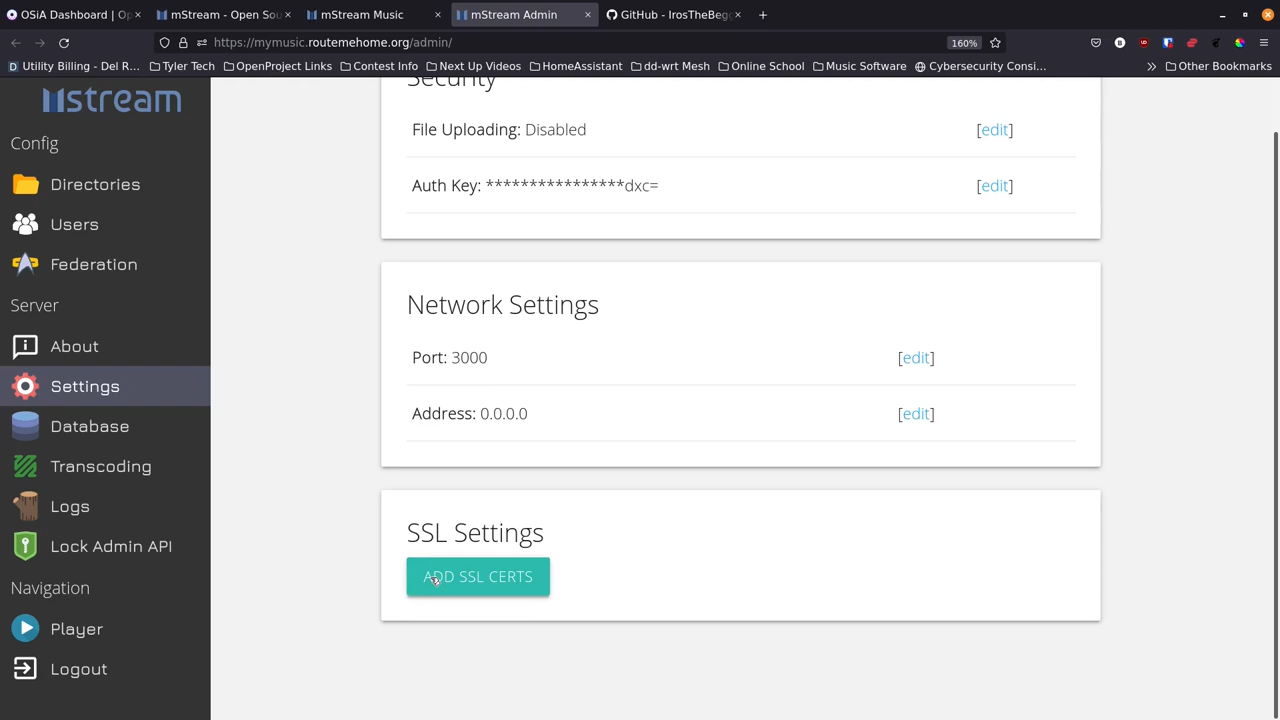 OSiA Dashboard | Op
mStream - Open Sou
mStream Music
mStream Admin
GitHub - IrosTheBegg
https://mymusic.routemehome.org/admin/
160%
Utility Billing - Del R…
Tyler Tech
OpenProject Links
Contest Info
Next Up Videos
HomeAssistant
dd-wrt Mesh
Online School
Music Software
Cybersecurity Consi…
Other Bookmarks
mstream
Config
Directories
Users
Federation
Server
About
Settings
Database
Transcoding
Logs
Lock Admin API
Navigation
Player
Logout
Security
File Uploading: Disabled [edit]
Auth Key: ****************dxc= [edit]
Network Settings
Port: 3000 [edit]
Address: 0.0.0.0 [edit]
SSL Settings
ADD SSL CERTS